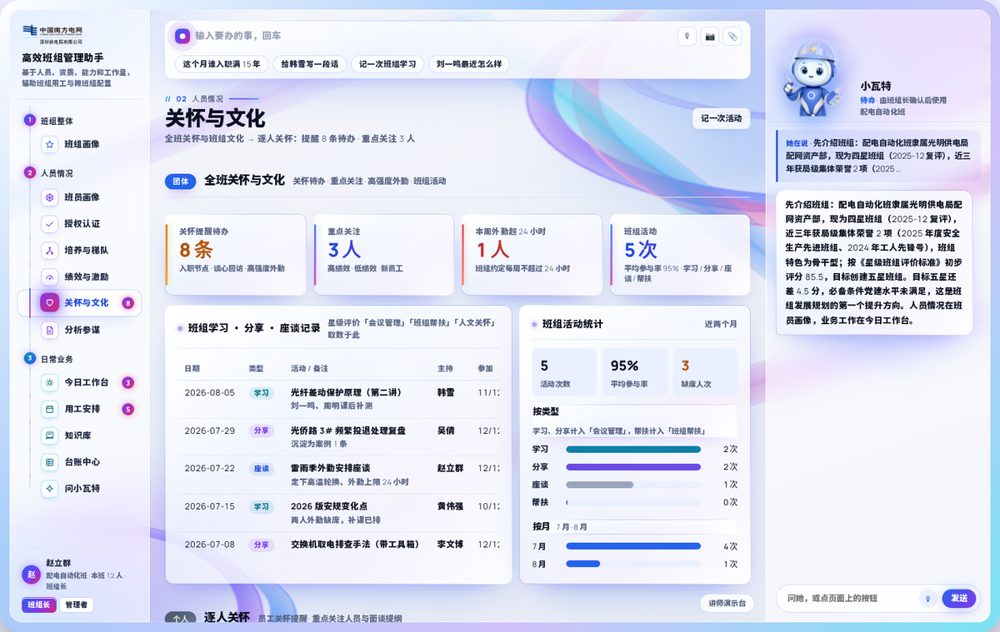 中国南方电网
深圳供电局有限公司
高效班组管理助手
基于人员、资质、能力和工作量，
辅助班组用工与跨班组配置
1 班组整体
班组画像
2 人员情况
班员画像
授权认证
培养与梯队
绩效与激励
关怀与文化 8
分析参谋
3 日常业务
今日工作台 3
用工安排 5
知识库
台账中心
问小瓦特
赵
赵立群
配电自动化班 · 本班 12 人 ·
班组长
班组长 管理者
输入要办的事，回车
这个月谁入职满 15 年 给韩雪写一段话 记一次班组学习 刘一鸣最近怎么样
// 02 人员情况
关怀与文化
全班关怀与班组文化 → 逐人关怀：提醒 8 条待办 · 重点关注 3 人
记一次活动
团体 全班关怀与文化 关怀待办 · 重点关注 · 高强度外勤 · 班组活动
关怀提醒待办
8 条
入职节点 · 谈心回访 · 高强度外勤
重点关注
3 人
高绩效 · 低绩效 · 新员工
本周外勤超 24 小时
1 人
班组约定每周不超过 24 小时
班组活动
5 次
平均参与率 95% · 学习 / 分享 / 座
谈 / 帮扶
班组学习 · 分享 · 座谈记录
星级评价「会议管理」「班组帮扶」「人文关怀」
取数于此
日期 类型 活动 / 备注 主持 参加
2026-08-05 学习 光纤差动保护原理（第二讲） 韩雪 11/12
刘一鸣、周明课后补测
2026-07-29 分享 光侨路 3# 频繁投退处理复盘 吴倩 12/12
沉淀为案例 1 条
2026-07-22 座谈 雷雨季外勤安排座谈 赵立群 12/12
定下高温轮换、外勤上限 24 小时
2026-07-15 学习 2026 版安规变化点 黄伟强 10/12
两人外勤缺席，补课已排
2026-07-08 分享 交换机取电排查手法（带工具箱） 李文博 12/12
班组活动统计 近两个月
5
活动次数
95%
平均参与率
3
缺席人次
按类型
学习、分享计入「会议管理」，帮扶计入「班组帮扶」
学习 2 次
分享 2 次
座谈 1 次
帮扶 0 次
按月 7 月 · 8 月
7 月 4 次
8 月 1 次
讲师演示台
个人 逐人关怀 员工关怀提醒 · 重点关注人员与面谈提纲
小瓦特
待命 · 由班组长确认后使用
配电自动化班
她在说 · 先介绍班组：配电自动化班隶属光明供电局
配网资产部，现为四星班组（2025-12 复评），近三
年获局级集体荣誉 2 项（2025 …
先介绍班组：配电自动化班隶属光明供电局配
网资产部，现为四星班组（2025-12 复评），
近三年获局级集体荣誉 2 项（2025 年度安全
生产先进班组、2024 年工人先锋号），班组
特色为骨干型；按《星级班组评价标准》初步
评分 85.5，目标创建五星班组。目标五星还
差 4.5 分，必备条件党建水平未满足，这是班
组发展规划的第一个提升方向。人员情况在班
员画像，业务工作在今日工作台。
问她，或点页面上的按钮
发送